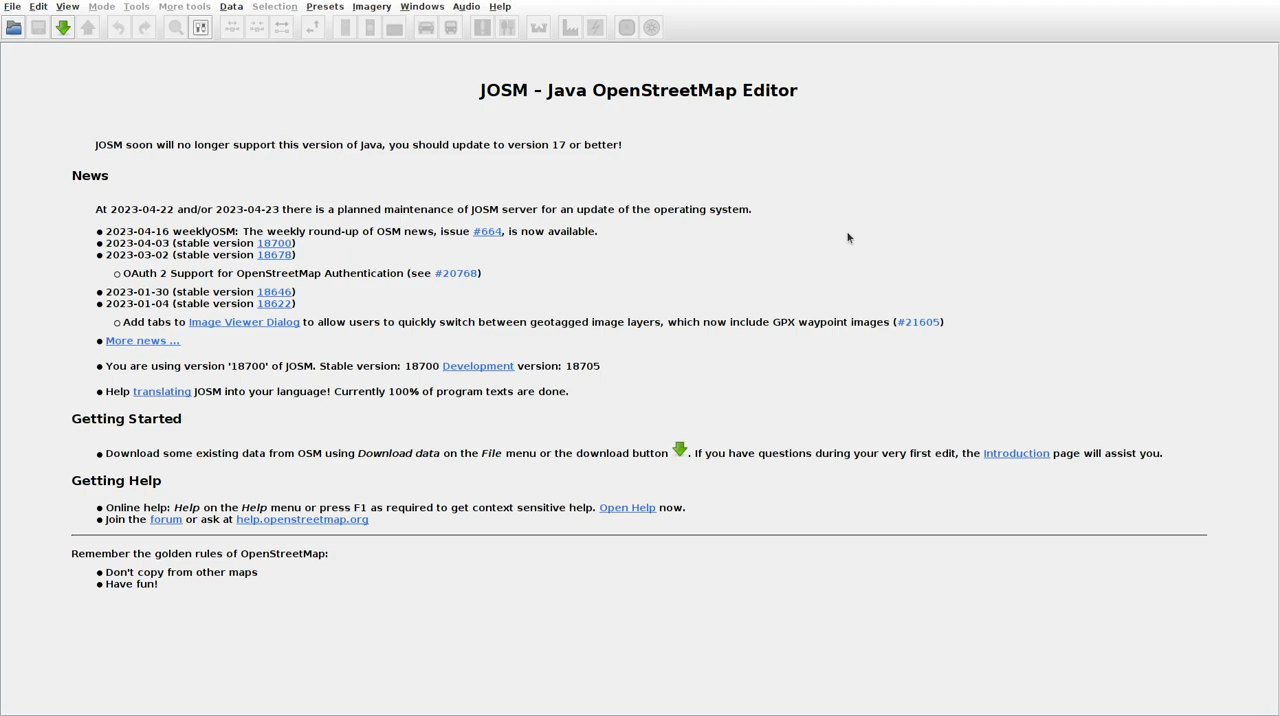 File Edit View Mode Tools More tools Data Selection Presets Imagery Windows Audio Help
JOSM – Java OpenStreetMap Editor
JOSM soon will no longer support this version of Java, you should update to version 17 or better!
News
At 2023-04-22 and/or 2023-04-23 there is a planned maintenance of JOSM server for an update of the operating system.
2023-04-16 weeklyOSM: The weekly round-up of OSM news, issue #664, is now available.
2023-04-03 (stable version 18700)
2023-03-02 (stable version 18678)
OAuth 2 Support for OpenStreetMap Authentication (see #20768)
2023-01-30 (stable version 18646)
2023-01-04 (stable version 18622)
Add tabs to Image Viewer Dialog to allow users to quickly switch between geotagged image layers, which now include GPX waypoint images (#21605)
More news ...
You are using version '18700' of JOSM. Stable version: 18700 Development version: 18705
Help translating JOSM into your language! Currently 100% of program texts are done.
Getting Started
Download some existing data from OSM using Download data on the File menu or the download button . If you have questions during your very first edit, the Introduction page will assist you.
Getting Help
Online help: Help on the Help menu or press F1 as required to get context sensitive help. Open Help now.
Join the forum or ask at help.openstreetmap.org
Remember the golden rules of OpenStreetMap:
Don't copy from other maps
Have fun!